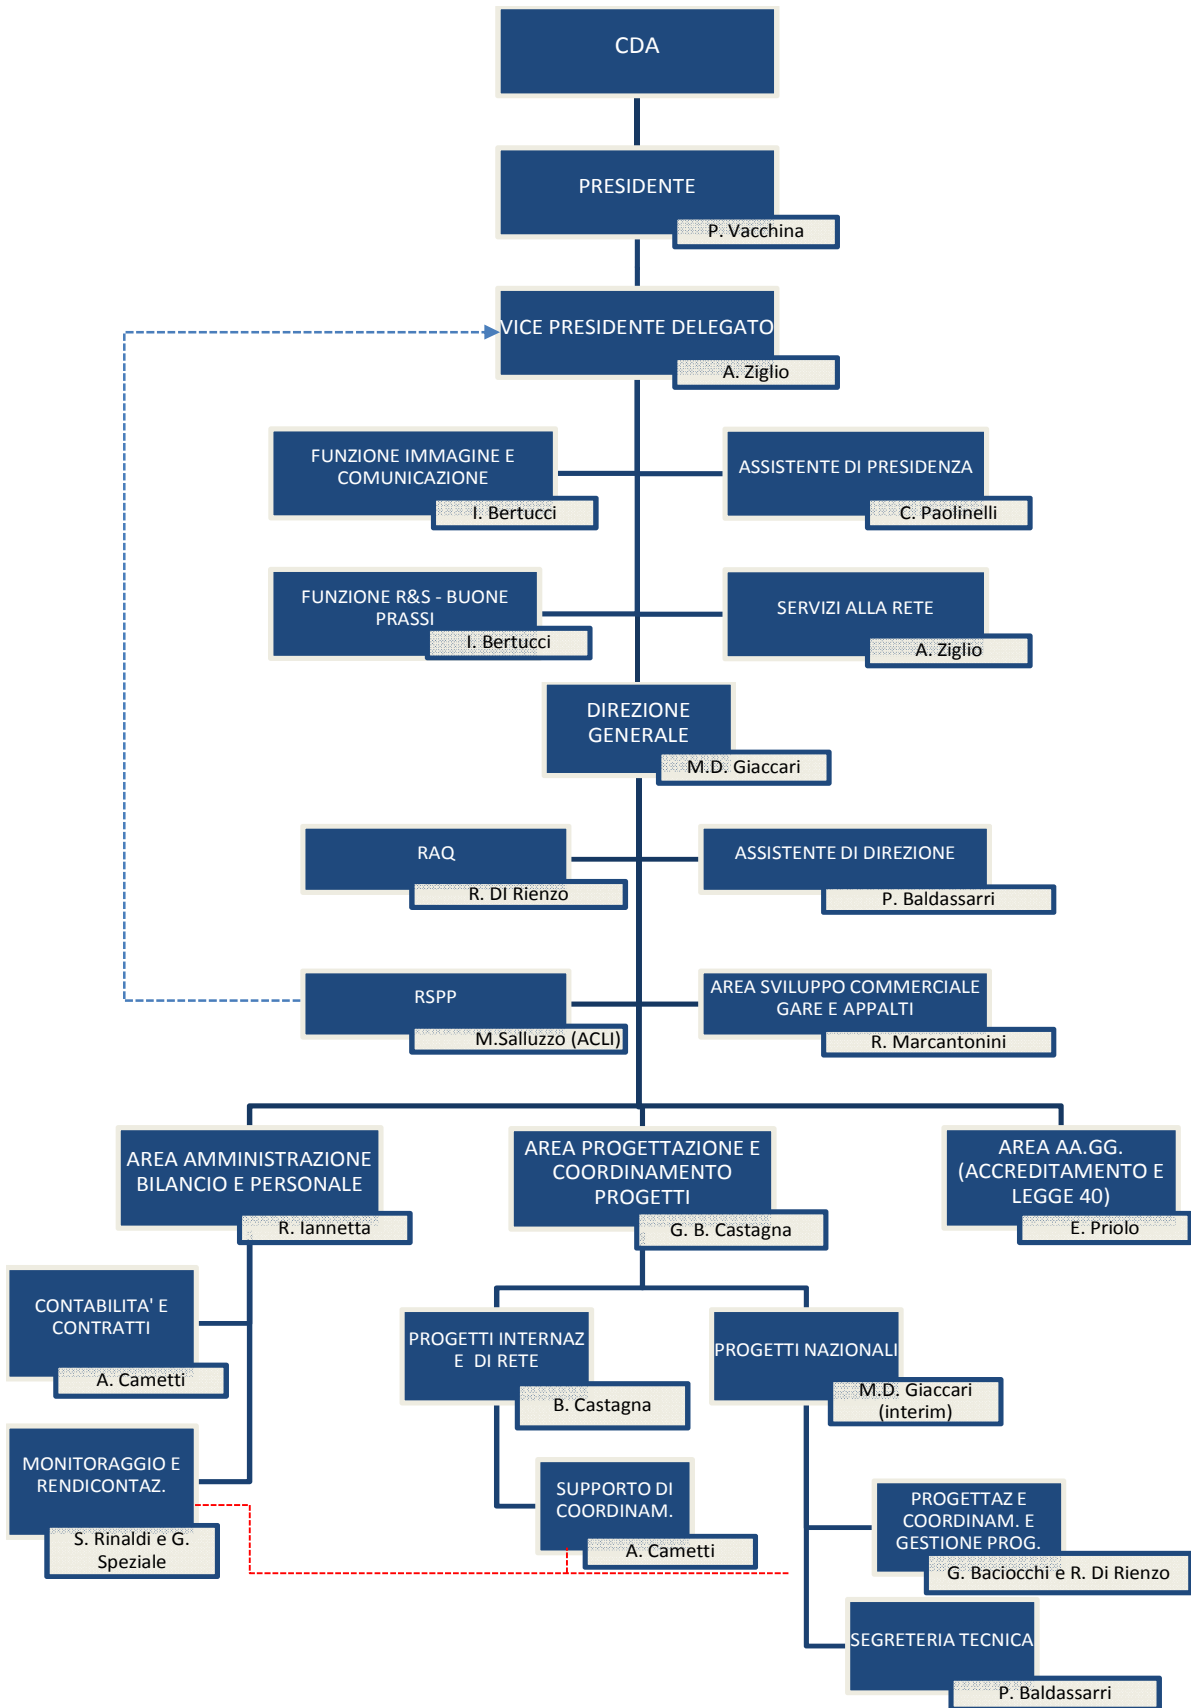 CDA
PRESIDENTE
P. Vacchina
VICE PRESIDENTE DELEGATO
A. Ziglio
FUNZIONE IMMAGINE E
COMUNICAZIONE
I. Bertucci
ASSISTENTE DI PRESIDENZA
C. Paolinelli
FUNZIONE R&S - BUONE
PRASSI
I. Bertucci
SERVIZI ALLA RETE
A. Ziglio
DIREZIONE
GENERALE
M.D. Giaccari
RAQ
R. DI Rienzo
ASSISTENTE DI DIREZIONE
P. Baldassarri
RSPP
M.Salluzzo (ACLI)
AREA SVILUPPO COMMERCIALE
GARE E APPALTI
R. Marcantonini
AREA AMMINISTRAZIONE
BILANCIO E PERSONALE
R. Iannetta
AREA PROGETTAZIONE E
COORDINAMENTO
PROGETTI
G. B. Castagna
AREA AA.GG.
(ACCREDITAMENTO E
LEGGE 40)
E. Priolo
CONTABILITA' E
CONTRATTI
A. Cametti
PROGETTI INTERNAZ
E DI RETE
B. Castagna
PROGETTI NAZIONALI
M.D. Giaccari
(interim)
MONITORAGGIO E
RENDICONTAZ.
S. Rinaldi e G.
Speziale
SUPPORTO DI
COORDINAM.
A. Cametti
PROGETTAZ E
COORDINAM. E
GESTIONE PROG.
G. Baciocchi e R. Di Rienzo
SEGRETERIA TECNICA
P. Baldassarri